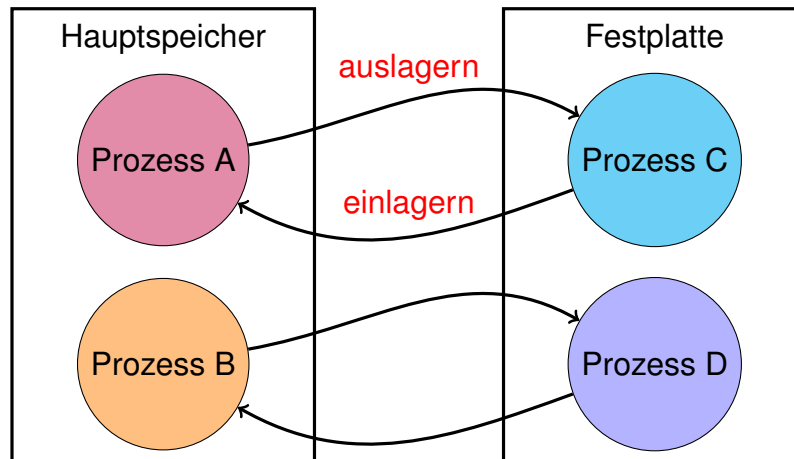 Hauptspeicher
Festplatte
auslagern
Prozess A
Prozess C
einlagern
Prozess B
Prozess D